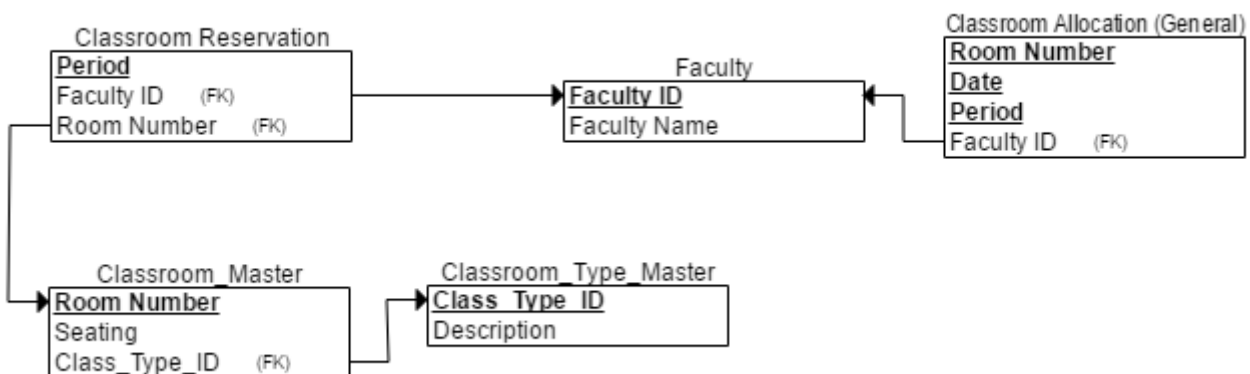 Classroom Reservation
Period
Faculty ID (FK)
Room Number (FK)
Faculty
Faculty ID
Faculty Name
Classroom Allocation (General)
Room Number
Date
Period
Faculty ID (FK)
Classroom_Master
Room Number
Seating
Class_Type_ID (FK)
Classroom_Type_Master
Class_Type_ID
Description